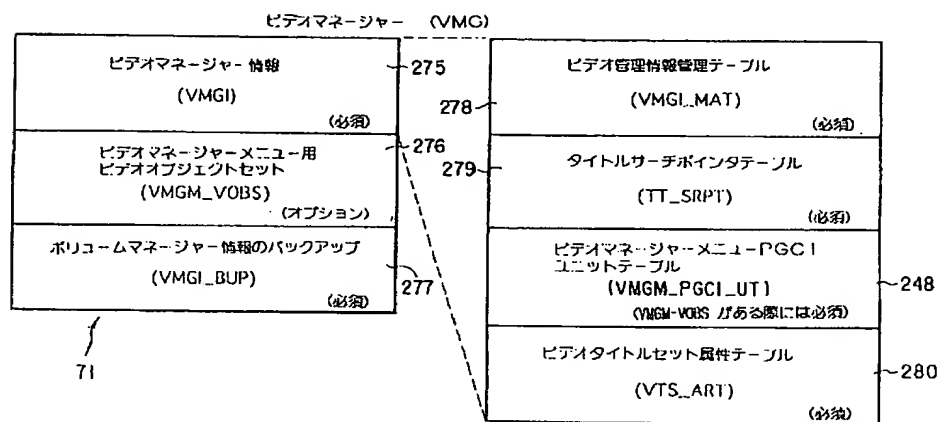 ビデオマネージャー (VMG)
ビデオマネージャー情報
(VMGI)
(必須)
275
ビデオマネージャーメニュー用
ビデオオブジェクトセット
(VMGM_VOBS)
(オプション)
276
ボリュームマネージャー情報のバックアップ
(VMGI_BUP)
(必須)
277
71
ビデオ管理情報管理テーブル
(VMGI_MAT)
(必須)
278
タイトルサーチポインタテーブル
(TT_SRPT)
(必須)
279
ビデオマネージャーメニューPGCI
ユニットテーブル
(VMGM_PGCI_UT)
(VMGM-VOBS がある際には必須)
248
ビデオタイトルセット属性テーブル
(VTS_ART)
(必須)
280